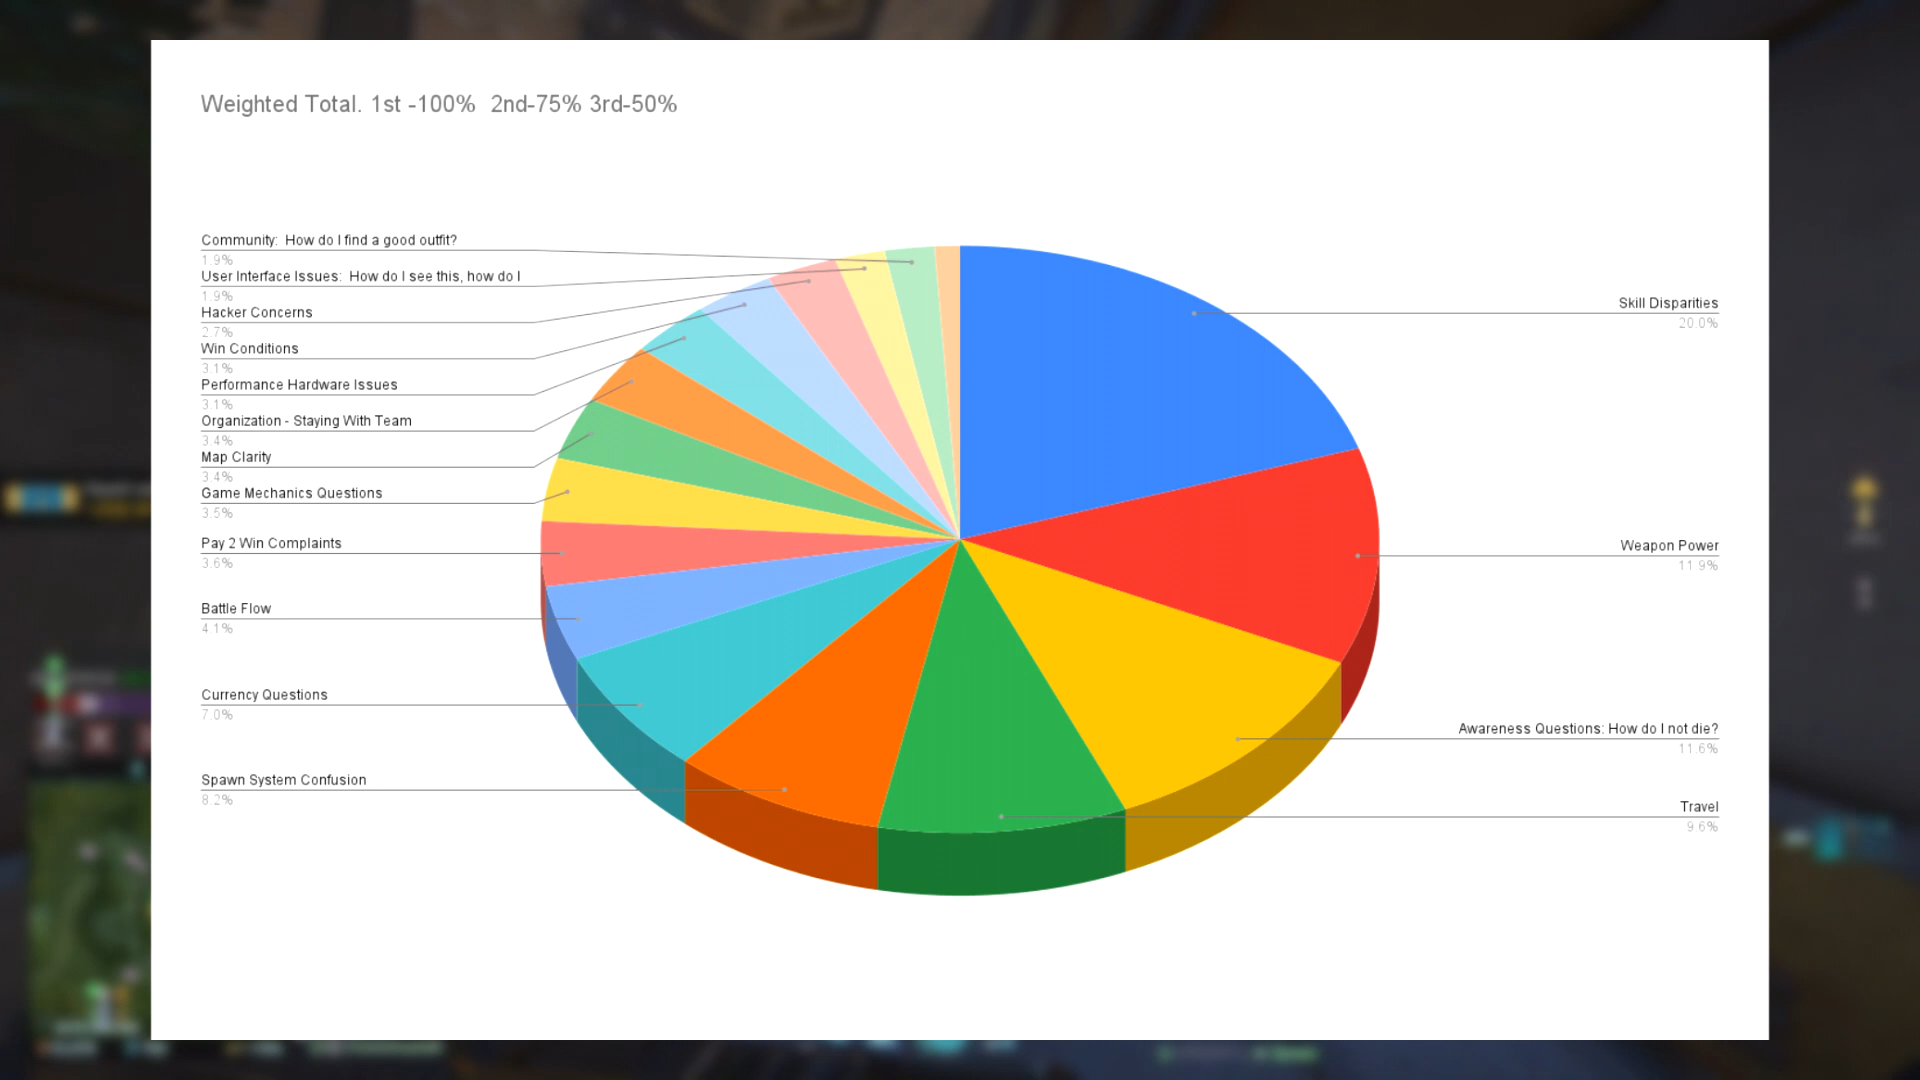 Weighted Total. 1st -100%  2nd-75% 3rd-50%
Community:  How do I find a good outfit?
1.9%
User Interface Issues:  How do I see this, how do I
1.9%
Hacker Concerns
2.7%
Win Conditions
3.1%
Performance Hardware Issues
3.1%
Organization - Staying With Team
3.4%
Map Clarity
3.4%
Game Mechanics Questions
3.5%
Pay 2 Win Complaints
3.6%
Battle Flow
4.1%
Currency Questions
7.0%
Spawn System Confusion
8.2%
Skill Disparities
20.0%
Weapon Power
11.9%
Awareness Questions: How do I not die?
11.6%
Travel
9.6%